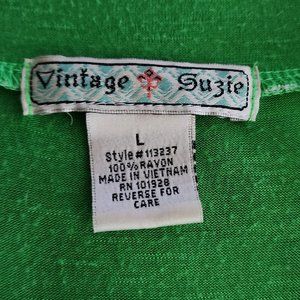 Vintage Suzie
L
Style# 113237
100% RAYON
MADE IN VIETNAM
RN 101928
REVERSE FOR
CARE